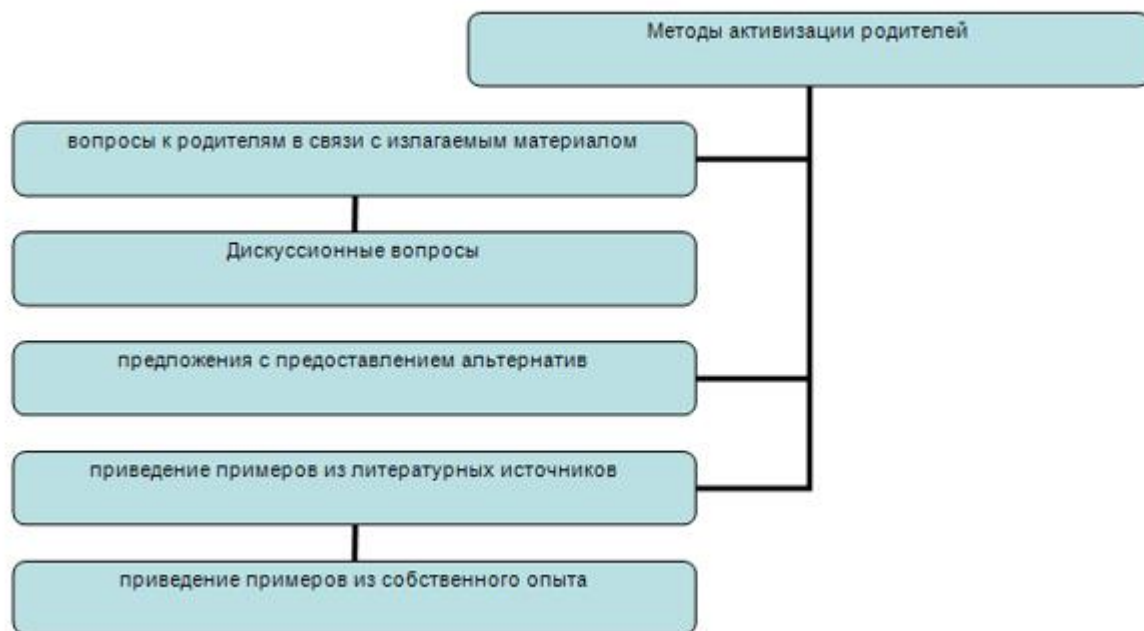 Методы активизации родителей
вопросы к родителям в связи с излагаемым материалом
Дискуссионные вопросы
предложения с предоставлением альтернатив
приведение примеров из литературных источников
приведение примеров из собственного опыта